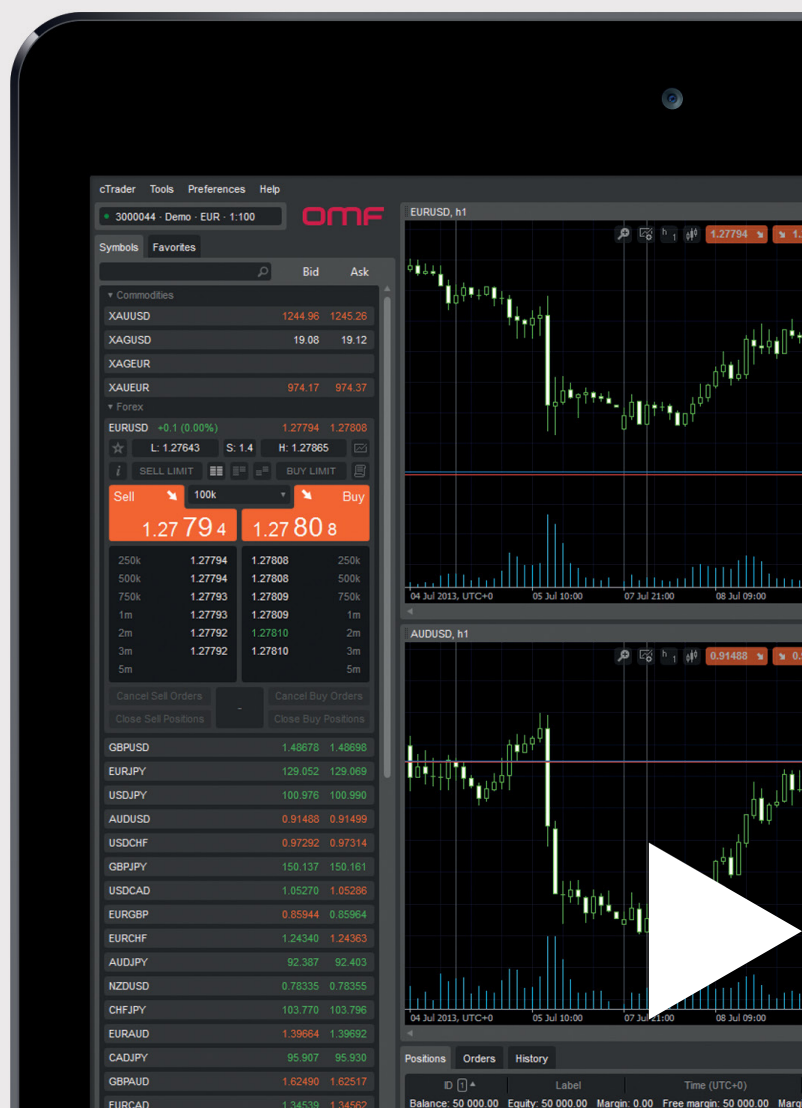 cTrader Tools Preferences Help
3000044 · Demo · EUR · 1:100
OMF
Symbols Favorites
Bid Ask
Commodities
XAUUSD 1244.96 1245.26
XAGUSD 19.08 19.12
XAGEUR
XAUEUR 974.17 974.37
Forex
EURUSD +0.1 (0.00%) 1.27794 1.27808
L: 1.27643 S: 1.4 H: 1.27865
i SELL LIMIT BUY LIMIT
Sell 100k Buy
1.27 79 4 1.27 80 8
250k 1.27794 1.27808 250k
500k 1.27794 1.27808 500k
750k 1.27793 1.27809 750k
1m 1.27793 1.27809 1m
2m 1.27792 1.27810 2m
3m 1.27792 1.27810 3m
5m 5m
Cancel Sell Orders - Cancel Buy Orders
Close Sell Positions Close Buy Positions
GBPUSD 1.48678 1.48698
EURJPY 129.052 129.069
USDJPY 100.976 100.990
AUDUSD 0.91488 0.91499
USDCHF 0.97292 0.97314
GBPJPY 150.137 150.161
USDCAD 1.05270 1.05286
EURGBP 0.85944 0.85964
EURCHF 1.24340 1.24363
AUDJPY 92.387 92.403
NZDUSD 0.78335 0.78355
CHFJPY 103.770 103.796
EURAUD 1.39664 1.39692
CADJPY 95.907 95.930
GBPAUD 1.62490 1.62517
EURCAD 1.34539 1.34562
EURUSD, h1
h1 1.27794 1.
04 Jul 2013, UTC+0 05 Jul 10:00 07 Jul 21:00 08 Jul 09:00
AUDUSD, h1
h1 0.91488 0.
04 Jul 2013, UTC+0 05 Jul 10:00 07 Jul 21:00 08 Jul 09:00
Positions Orders History
ID 1 Label Time (UTC+0)
Balance: 50 000.00 Equity: 50 000.00 Margin: 0.00 Free margin: 50 000.00 Marg